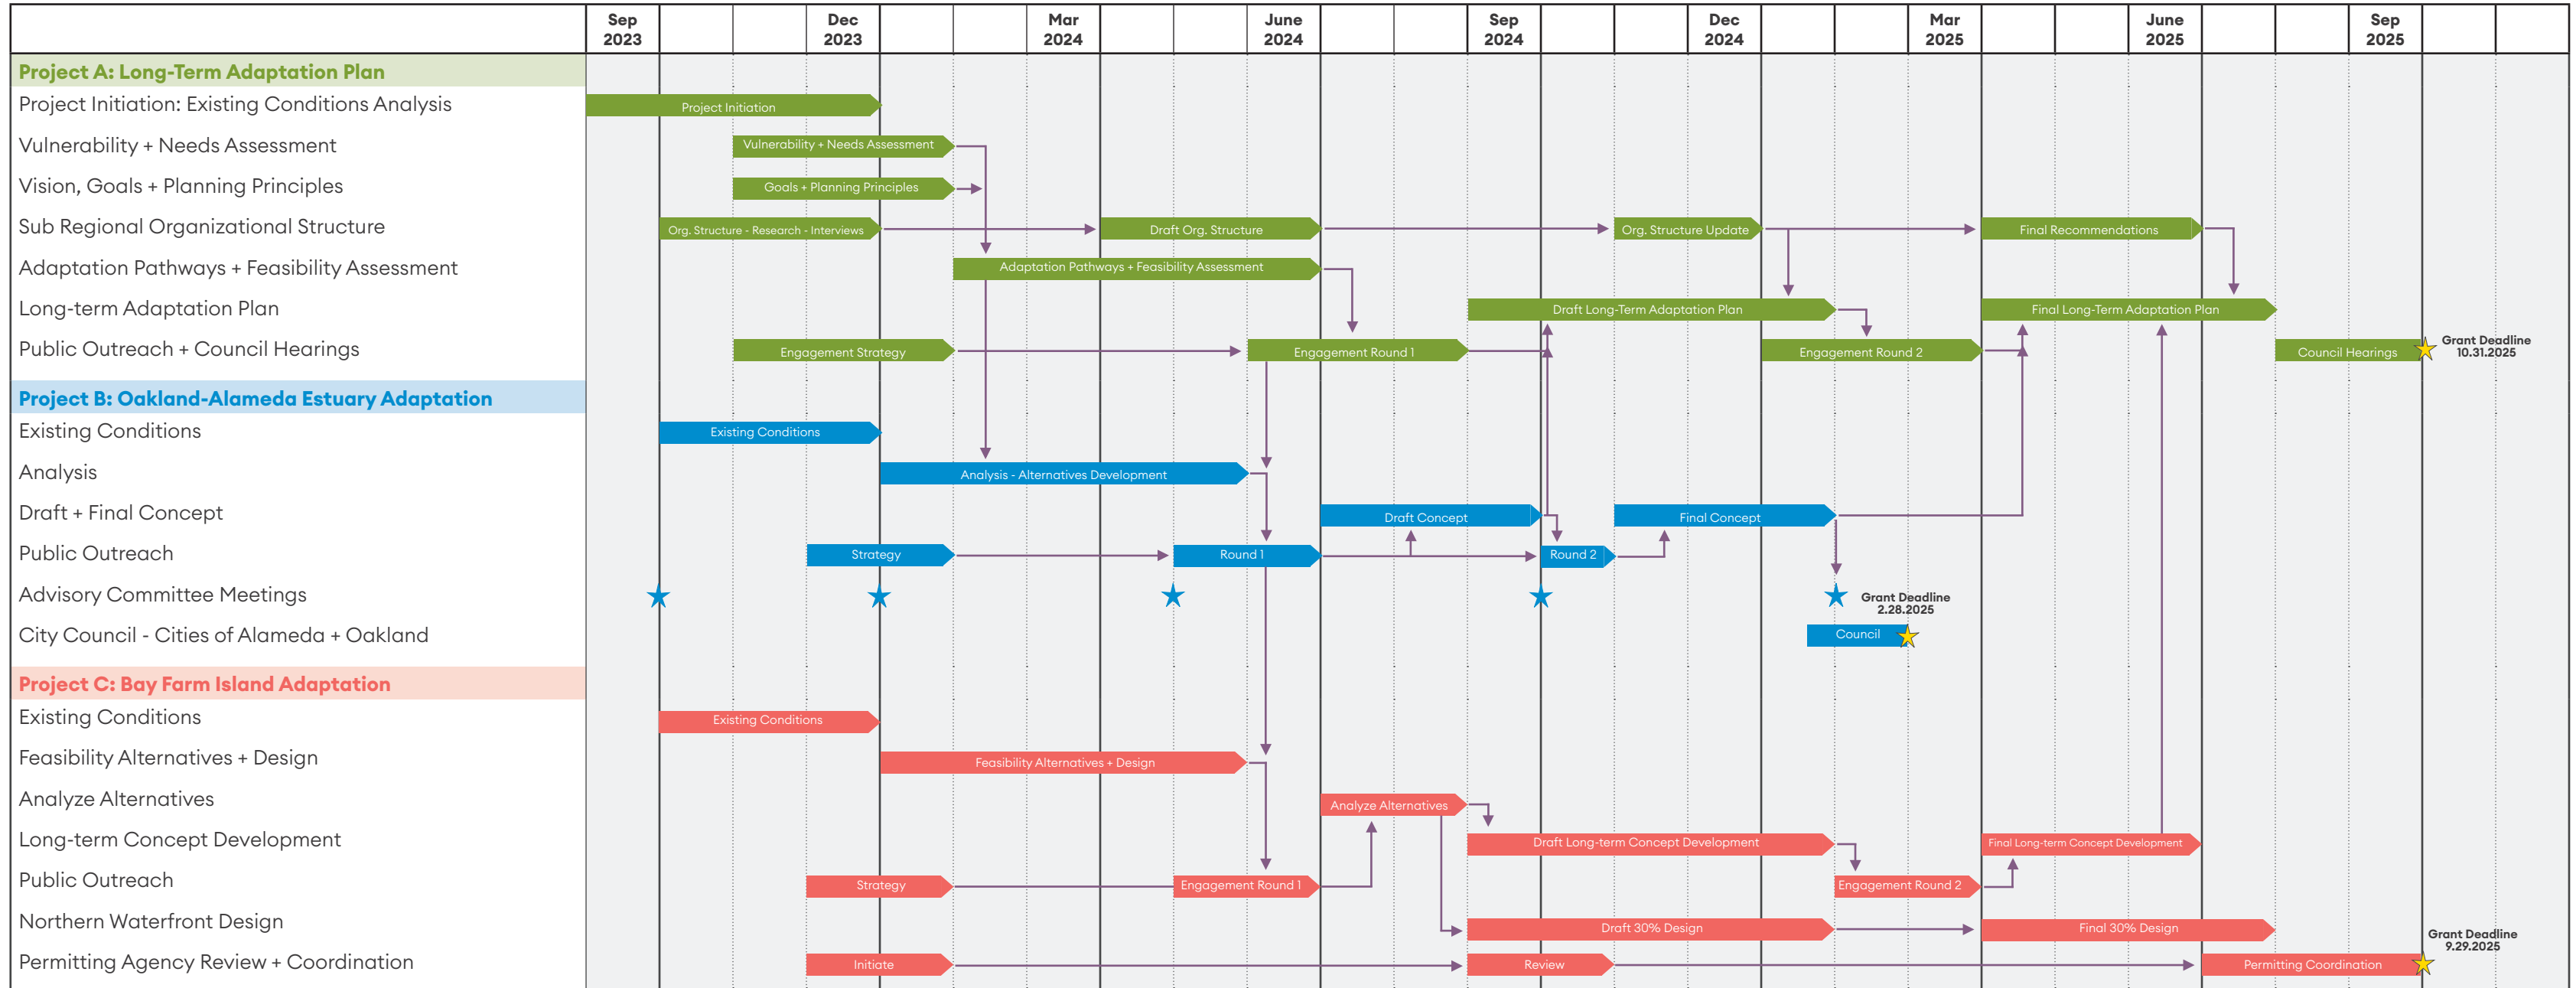 Sep
2023
Dec
2023
Mar
2024
June
2024
Sep
2024
Dec
2024
Mar
2025
June
2025
Sep
2025
Project A: Long-Term Adaptation Plan
Project Initiation: Existing Conditions Analysis
Project Initiation
Vulnerability + Needs Assessment
Vulnerability + Needs Assessment
Vision, Goals + Planning Principles
Goals + Planning Principles
Sub Regional Organizational Structure
Org. Structure - Research - Interviews
Draft Org. Structure
Org. Structure Update
Final Recommendations
Adaptation Pathways + Feasibility Assessment
Adaptation Pathways + Feasibility Assessment
Long-term Adaptation Plan
Draft Long-Term Adaptation Plan
Final Long-Term Adaptation Plan
Public Outreach + Council Hearings
Engagement Strategy
Engagement Round 1
Engagement Round 2
Council Hearings
Grant Deadline
10.31.2025
Project B: Oakland-Alameda Estuary Adaptation
Existing Conditions
Existing Conditions
Analysis
Analysis - Alternatives Development
Draft + Final Concept
Draft Concept
Final Concept
Public Outreach
Strategy
Round 1
Round 2
Advisory Committee Meetings
Grant Deadline
2.28.2025
City Council - Cities of Alameda + Oakland
Council
Project C: Bay Farm Island Adaptation
Existing Conditions
Existing Conditions
Feasibility Alternatives + Design
Feasibility Alternatives + Design
Analyze Alternatives
Analyze Alternatives
Long-term Concept Development
Draft Long-term Concept Development
Final Long-term Concept Development
Public Outreach
Strategy
Engagement Round 1
Engagement Round 2
Northern Waterfront Design
Draft 30% Design
Final 30% Design
Grant Deadline
9.29.2025
Permitting Agency Review + Coordination
Initiate
Review
Permitting Coordination